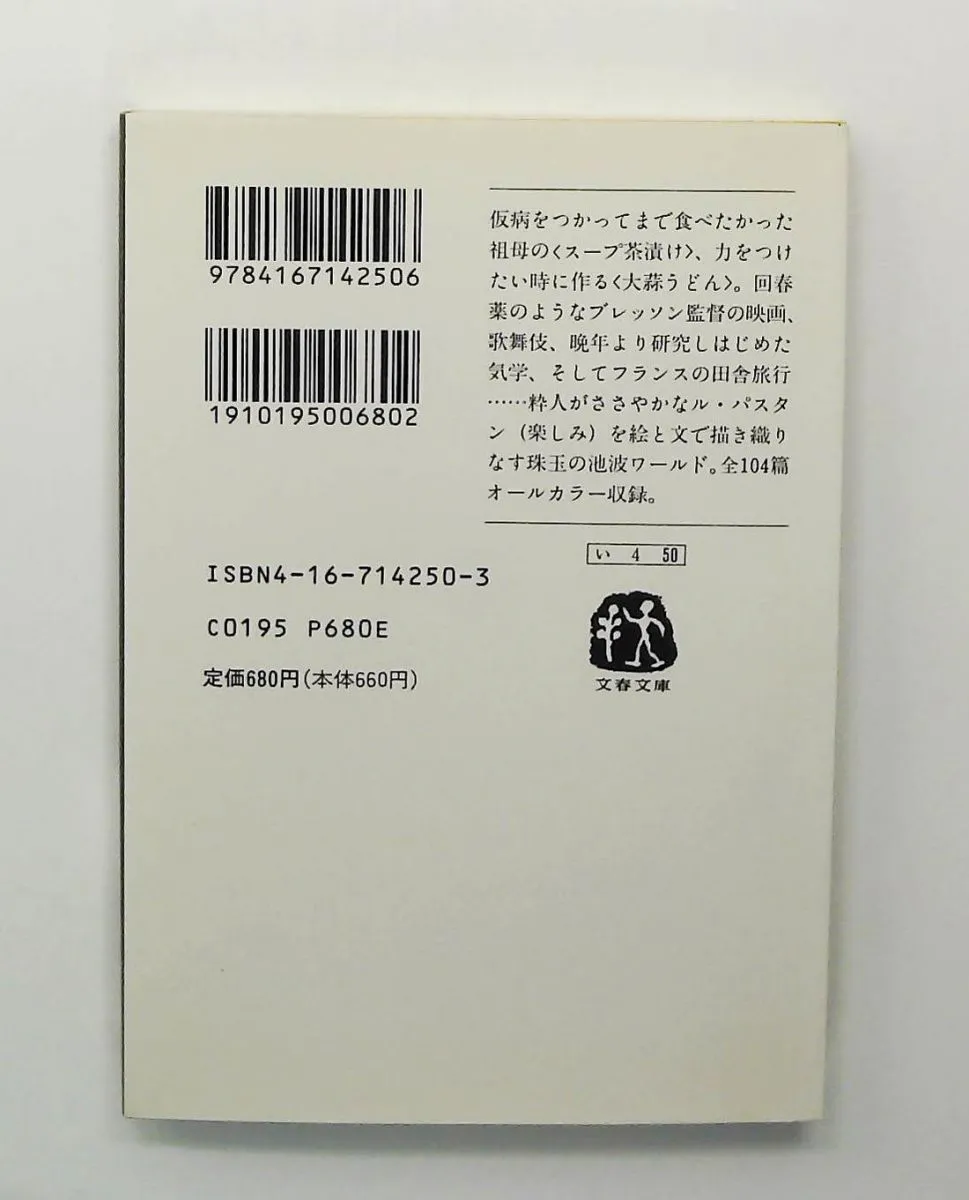 9784167142506
1910195006802
仮病をつかってまで食べたかった
祖母の〈スープ茶漬け〉、力をつけ
たい時に作る〈大蒜うどん〉。回春
薬のようなブレッソン監督の映画、
歌舞伎、晩年より研究しはじめた
気学、そしてフランスの田舎旅行
……粋人がささやかなル・パスタ
ン（楽しみ）を絵と文で描き織り
なす珠玉の池波ワールド。全104篇
オールカラー収録。
ISBN4-16-714250-3
C0195 P680E
定価680円(本体660円)
い 4 50
文春文庫